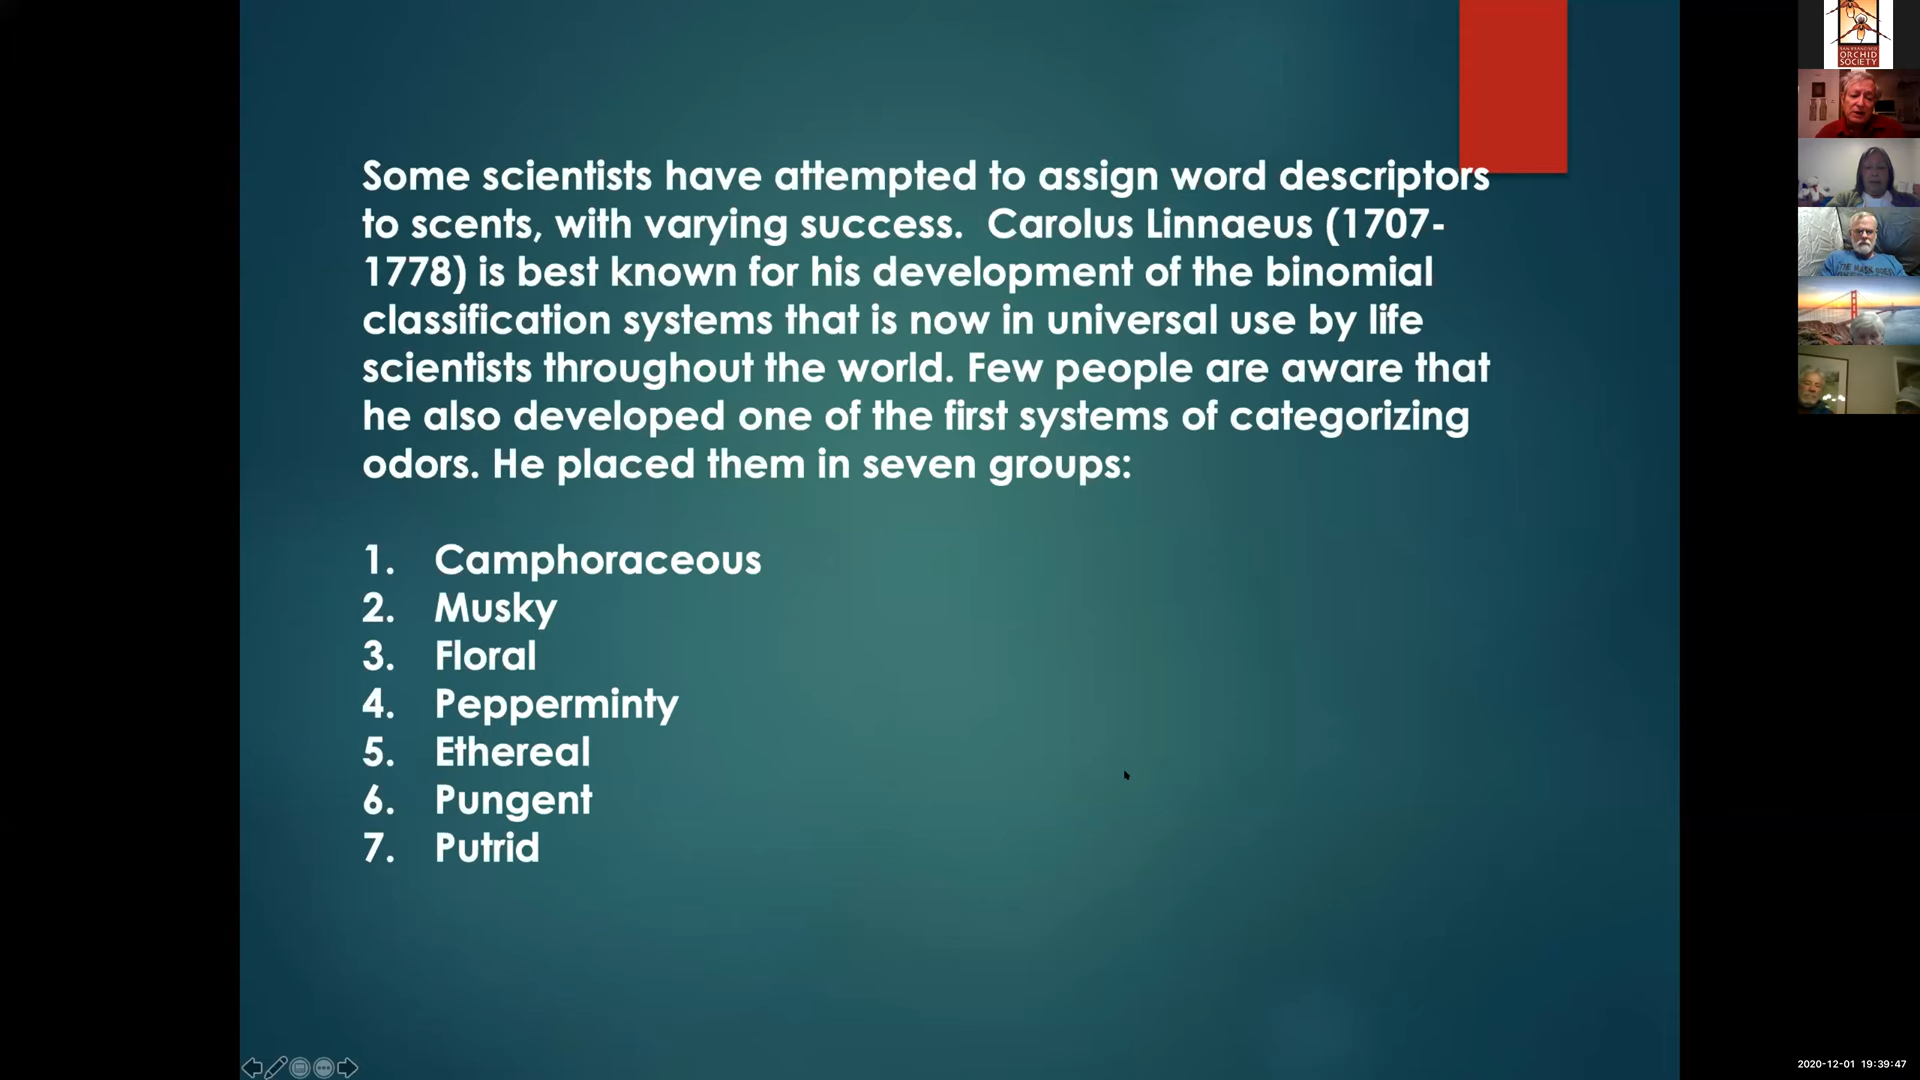 Some scientists have attempted to assign word descriptors
to scents, with varying success.  Carolus Linnaeus (1707-
1778) is best known for his development of the binomial
classification systems that is now in universal use by life
scientists throughout the world. Few people are aware that
he also developed one of the first systems of categorizing
odors. He placed them in seven groups:
1. Camphoraceous
2. Musky
3. Floral
4. Pepperminty
5. Ethereal
6. Pungent
7. Putrid
SAN FRANCISCO
ORCHID
SOCIETY
THE MASK
2020-12-01 19:39:47